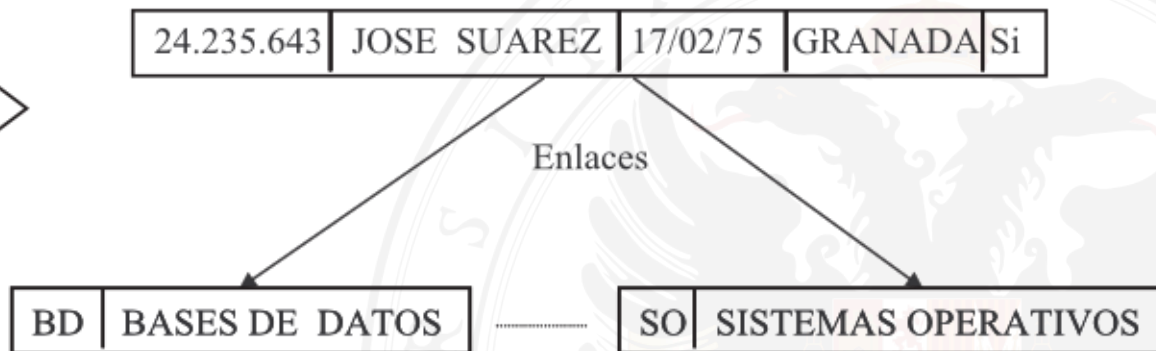 24.235.643 JOSE SUAREZ 17/02/75 GRANADA Si
Enlaces
BD BASES DE DATOS SO SISTEMAS OPERATIVOS